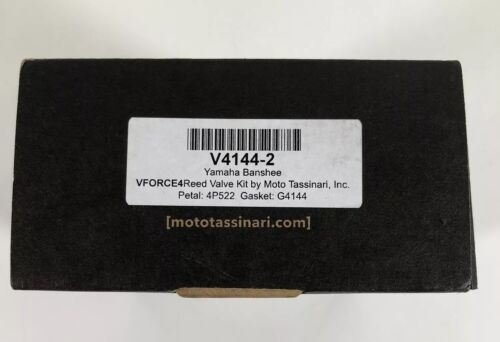 V4144-2
Yamaha Banshee
VFORCE4Reed Valve Kit by Moto Tassinari, Inc.
Petal: 4P522 Gasket: G4144
[mototassinari.com]